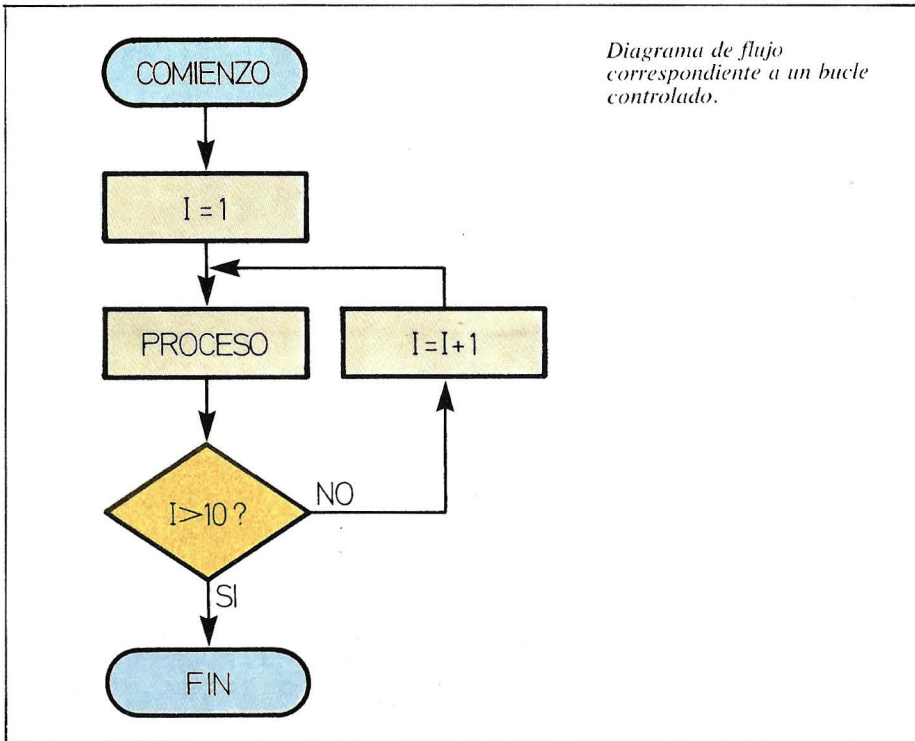 COMIENZO
Diagrama de flujo
correspondiente a un bucle
controlado.
I = 1
PROCESO
I=I+1
I>10?
NO
SI
FIN